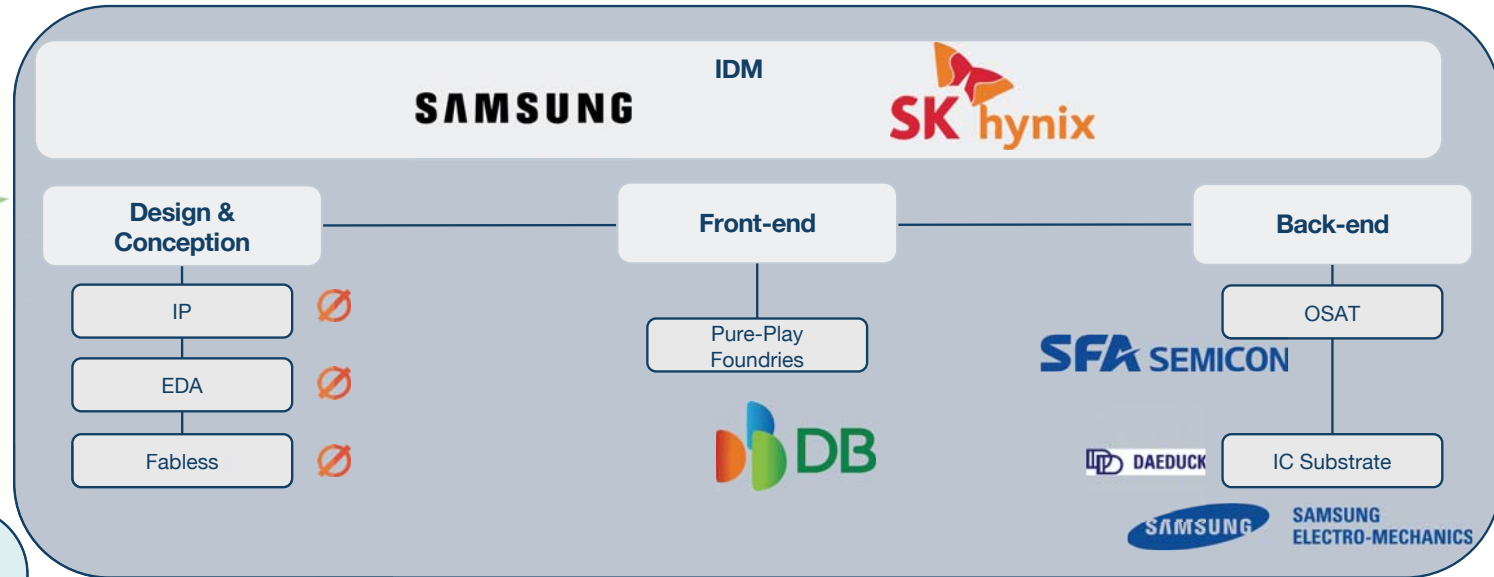 IDM
SAMSUNG
SK hynix
Design &
Conception
Front-end
Back-end
IP
EDA
Fabless
Pure-Play
Foundries
DB
OSAT
SFA SEMICON
DAEDUCK
IC Substrate
SAMSUNG
SAMSUNG
ELECTRO-MECHANICS